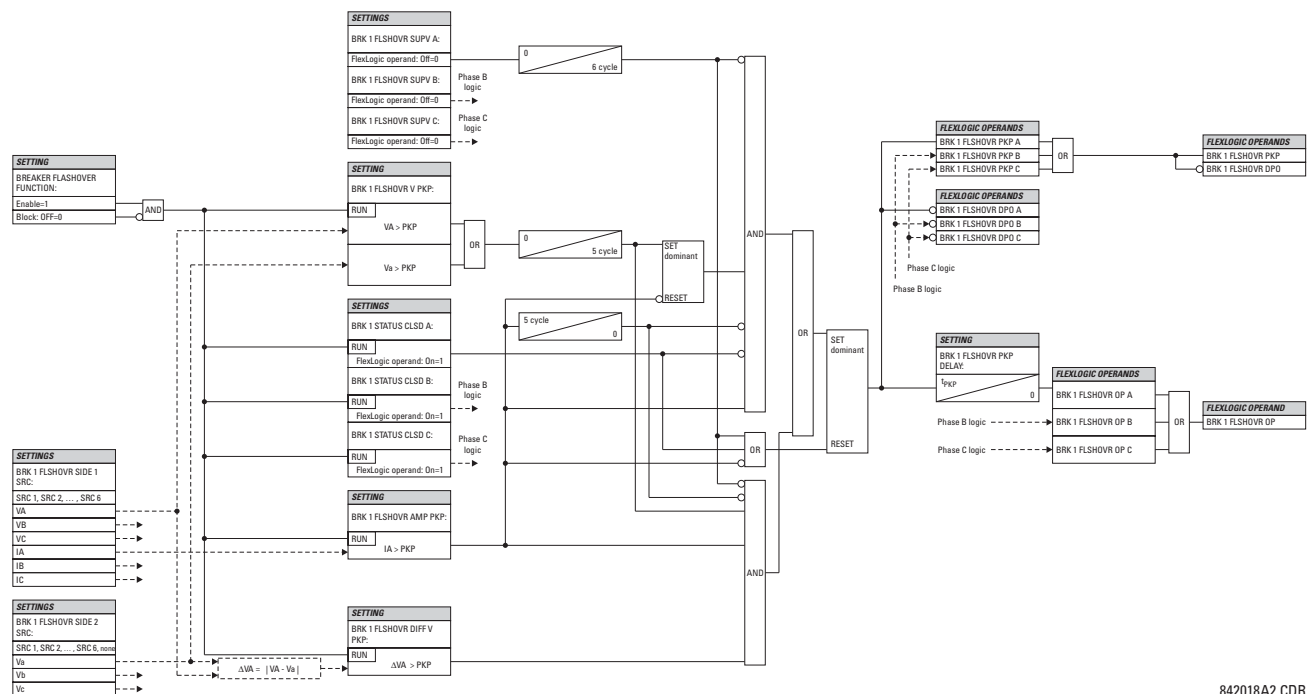 SETTINGS
BRK 1 FLSHOVR SUPV A:
FlexLogic operand: Off=0
BRK 1 FLSHOVR SUPV B:
FlexLogic operand: Off=0
BRK 1 FLSHOVR SUPV C:
FlexLogic operand: Off=0
Phase B
logic
Phase C
logic
0
6 cycle
SETTING
BREAKER FLASHOVER
FUNCTION:
Enable=1
Block: OFF=0
AND
SETTING
BRK 1 FLSHOVR V PKP:
RUN
VA > PKP
Va > PKP
OR
0
5 cycle
SET
dominant
RESET
SETTINGS
BRK 1 STATUS CLSD A:
RUN
FlexLogic operand: On=1
BRK 1 STATUS CLSD B:
RUN
FlexLogic operand: On=1
BRK 1 STATUS CLSD C:
RUN
FlexLogic operand: On=1
Phase B
logic
Phase C
logic
5 cycle
0
SETTING
BRK 1 FLSHOVR AMP PKP:
RUN
IA > PKP
SETTINGS
BRK 1 FLSHOVR SIDE 1
SRC:
SRC 1, SRC 2, ... , SRC 6
VA
VB
VC
IA
IB
IC
SETTINGS
BRK 1 FLSHOVR SIDE 2
SRC:
SRC 1, SRC 2, ... , SRC 6, none
Va
Vb
Vc
ΔVA = | VA - Va |
SETTING
BRK 1 FLSHOVR DIFF V
PKP:
RUN
ΔVA > PKP
AND
OR
AND
OR
SET
dominant
RESET
FLEXLOGIC OPERANDS
BRK 1 FLSHOVR PKP A
BRK 1 FLSHOVR PKP B
BRK 1 FLSHOVR PKP C
OR
FLEXLOGIC OPERANDS
BRK 1 FLSHOVR PKP
BRK 1 FLSHOVR DPO
FLEXLOGIC OPERANDS
BRK 1 FLSHOVR DPO A
BRK 1 FLSHOVR DPO B
BRK 1 FLSHOVR DPO C
Phase C logic
Phase B logic
SETTING
BRK 1 FLSHOVR PKP
DELAY:
tPKP
0
FLEXLOGIC OPERANDS
BRK 1 FLSHOVR OP A
BRK 1 FLSHOVR OP B
BRK 1 FLSHOVR OP C
Phase B logic
Phase C logic
OR
FLEXLOGIC OPERAND
BRK 1 FLSHOVR OP
842018A2.CDR